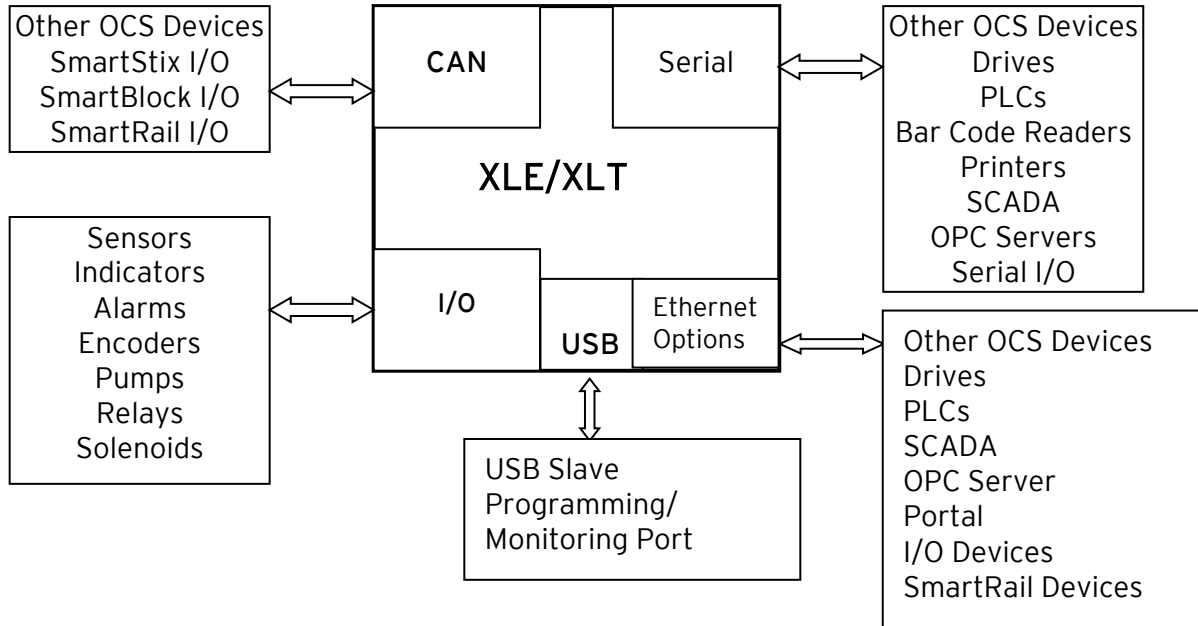 Other OCS Devices
SmartStix I/O
SmartBlock I/O
SmartRail I/O
CAN
Serial
XLE/XLT
I/O
USB
Ethernet
Options
Other OCS Devices
Drives
PLCs
Bar Code Readers
Printers
SCADA
OPC Servers
Serial I/O
Sensors
Indicators
Alarms
Encoders
Pumps
Relays
Solenoids
USB Slave
Programming/
Monitoring Port
Other OCS Devices
Drives
PLCs
SCADA
OPC Server
Portal
I/O Devices
SmartRail Devices